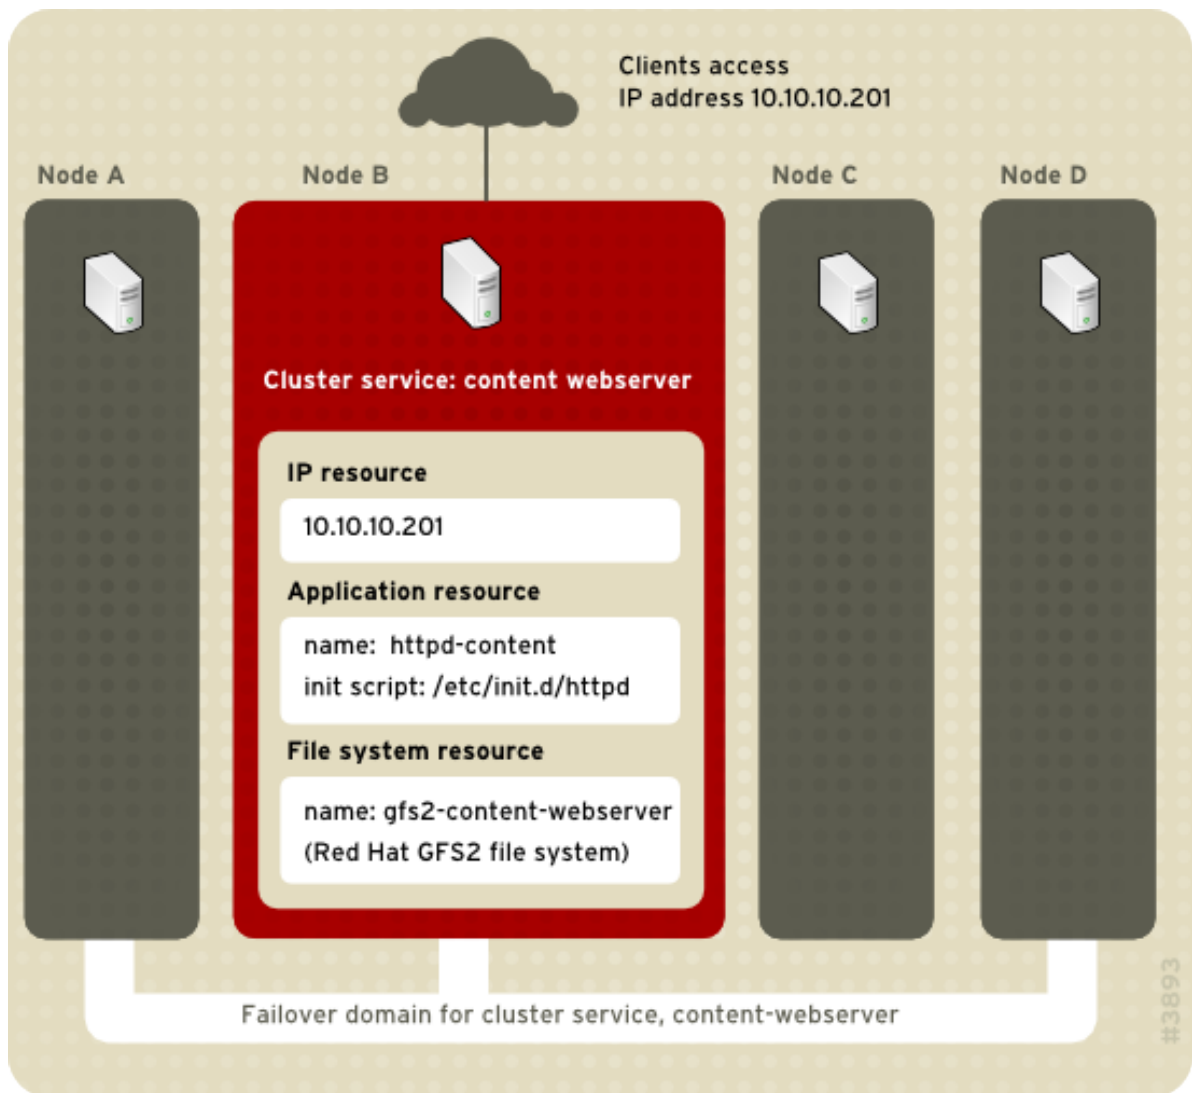 Clients access
IP address 10.10.10.201
Node A
Node B
Node C
Node D
Cluster service: content webserver
IP resource
10.10.10.201
Application resource
name: httpd-content
init script: /etc/init.d/httpd
File system resource
name: gfs2-content-webserver
(Red Hat GFS2 file system)
Failover domain for cluster service, content-webserver
#3893